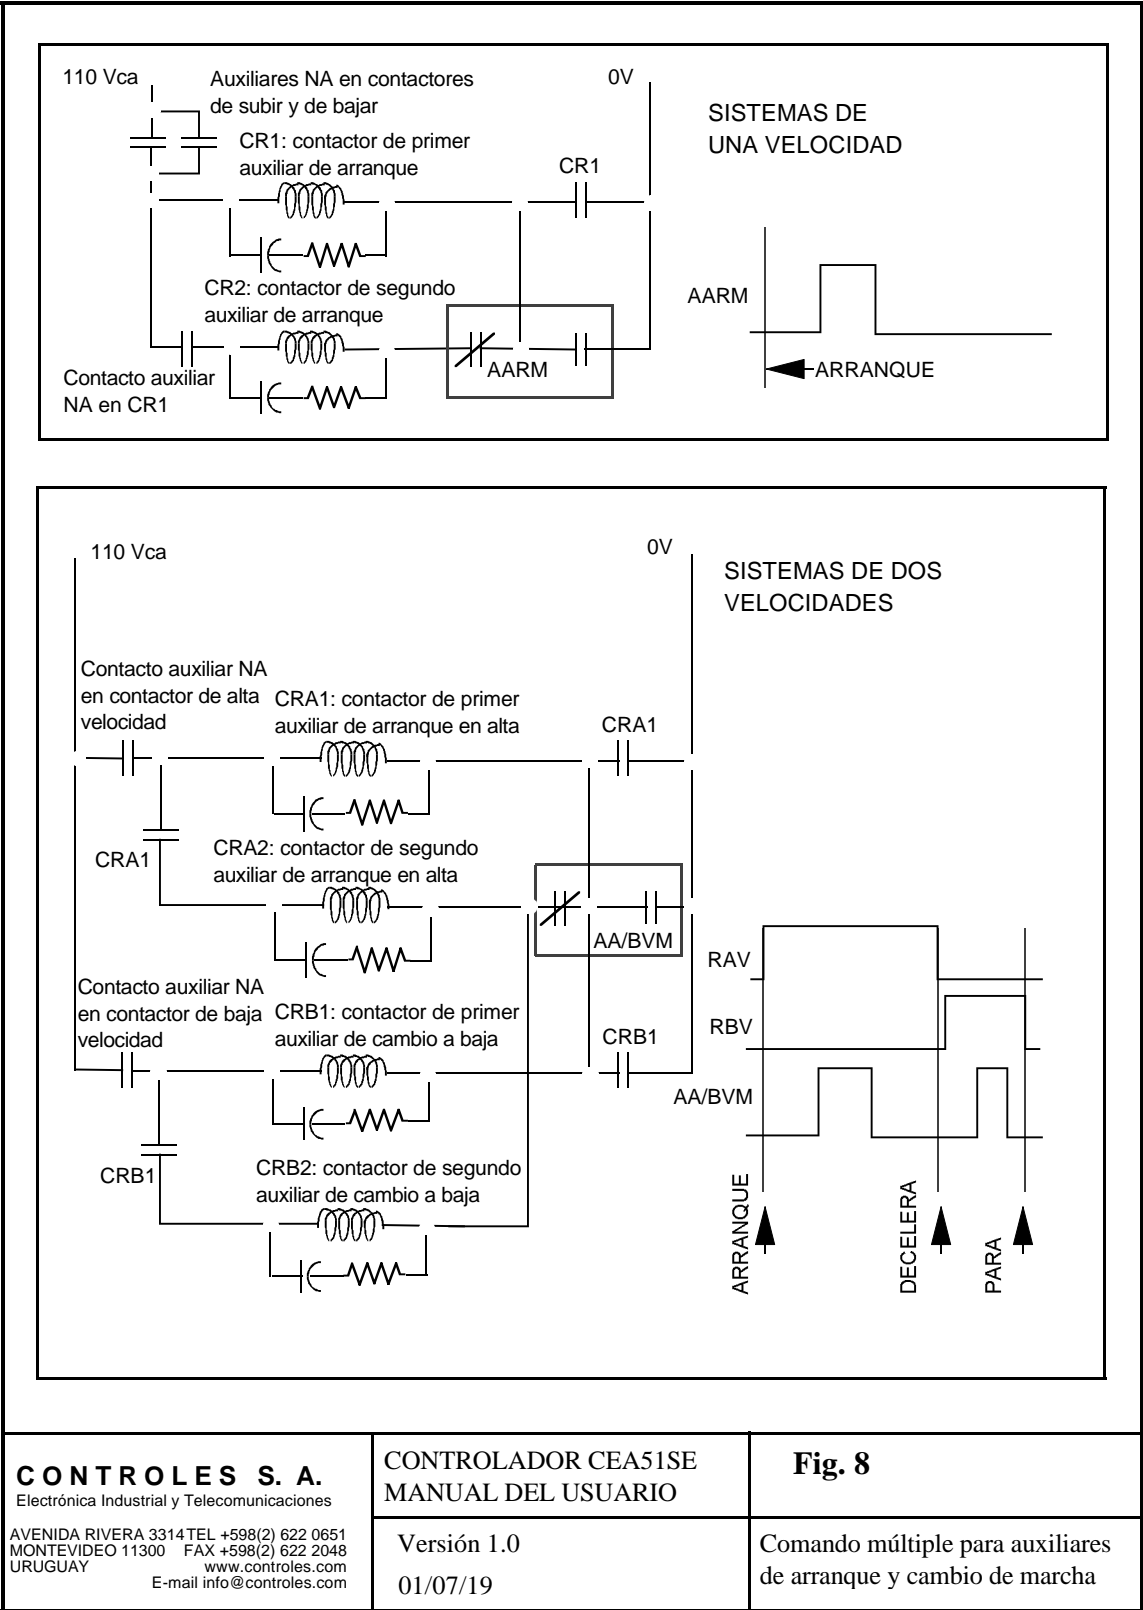 110 Vca
Auxiliares NA en contactores
de subir y de bajar
0V
SISTEMAS DE
UNA VELOCIDAD
CR1: contactor de primer
auxiliar de arranque
CR1
CR2: contactor de segundo
auxiliar de arranque
AARM
Contacto auxiliar
NA en CR1
AARM
ARRANQUE
110 Vca
0V
SISTEMAS DE DOS
VELOCIDADES
Contacto auxiliar NA
en contactor de alta
velocidad
CRA1: contactor de primer
auxiliar de arranque en alta
CRA1
CRA1
CRA2: contactor de segundo
auxiliar de arranque en alta
AA/BVM
Contacto auxiliar NA
en contactor de baja
velocidad
CRB1: contactor de primer
auxiliar de cambio a baja
CRB1
CRB1
CRB2: contactor de segundo
auxiliar de cambio a baja
RAV
RBV
AA/BVM
ARRANQUE
DECELERA
PARA
CONTROLES S. A.
Electrónica Industrial y Telecomunicaciones
AVENIDA RIVERA 3314 TEL +598(2) 622 0651
MONTEVIDEO 11300 FAX +598(2) 622 2048
URUGUAY www.controles.com
E-mail info@controles.com
CONTROLADOR CEA51SE
MANUAL DEL USUARIO
Versión 1.0
01/07/19
Fig. 8
Comando múltiple para auxiliares
de arranque y cambio de marcha